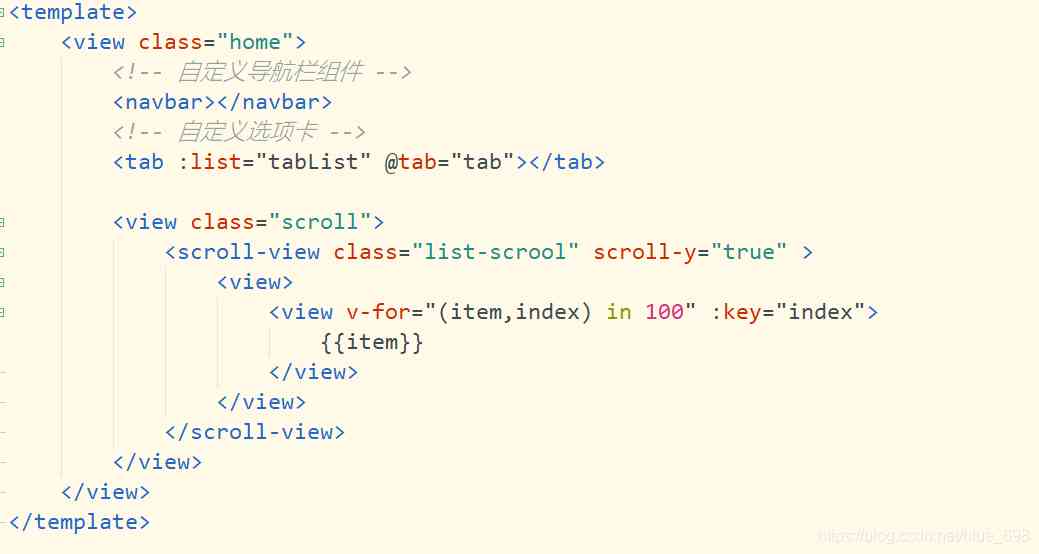 <template>
<view class="home">
<!-- 自定义导航栏组件 -->
<navbar></navbar>
<!-- 自定义选项卡 -->
<tab :list="tabList" @tab="tab"></tab>
<view class="scroll">
<scroll-view class="list-scrool" scroll-y="true" >
<view>
<view v-for="(item,index) in 100" :key="index">
{{item}}
</view>
</view>
</scroll-view>
</view>
</view>
</template>
https://blog.csdn.net/blue_698